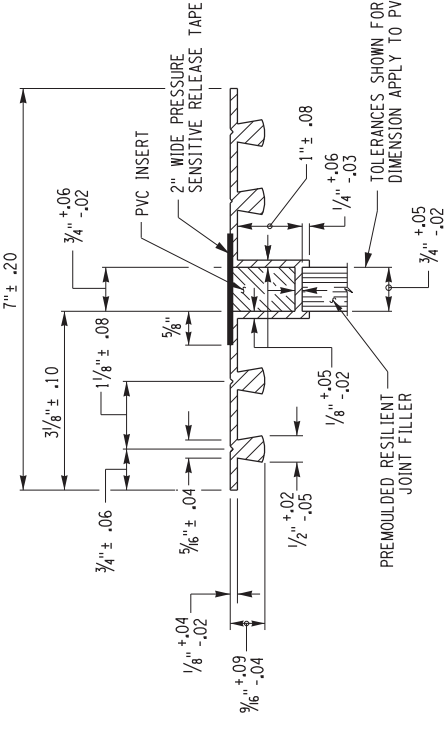 7"± .20
3 1/8"± .10
3/4" +.06 -.02
2" WIDE PRESSURE
SENSITIVE RELEASE TAPE
PVC INSERT
3/4"± .06
1 1/8"± .08
5/8"
5/16"± .04
1/8" +.04 -.02
9/16" +.09 -.04
1/2" +.02 -.05
1/8" +.05 -.02
1"± .08
1/4" +.06 -.03
PREMOULDED RESILIENT
JOINT FILLER
3/4" +.05 -.02
TOLERANCES SHOWN FOR
DIMENSION APPLY TO PV